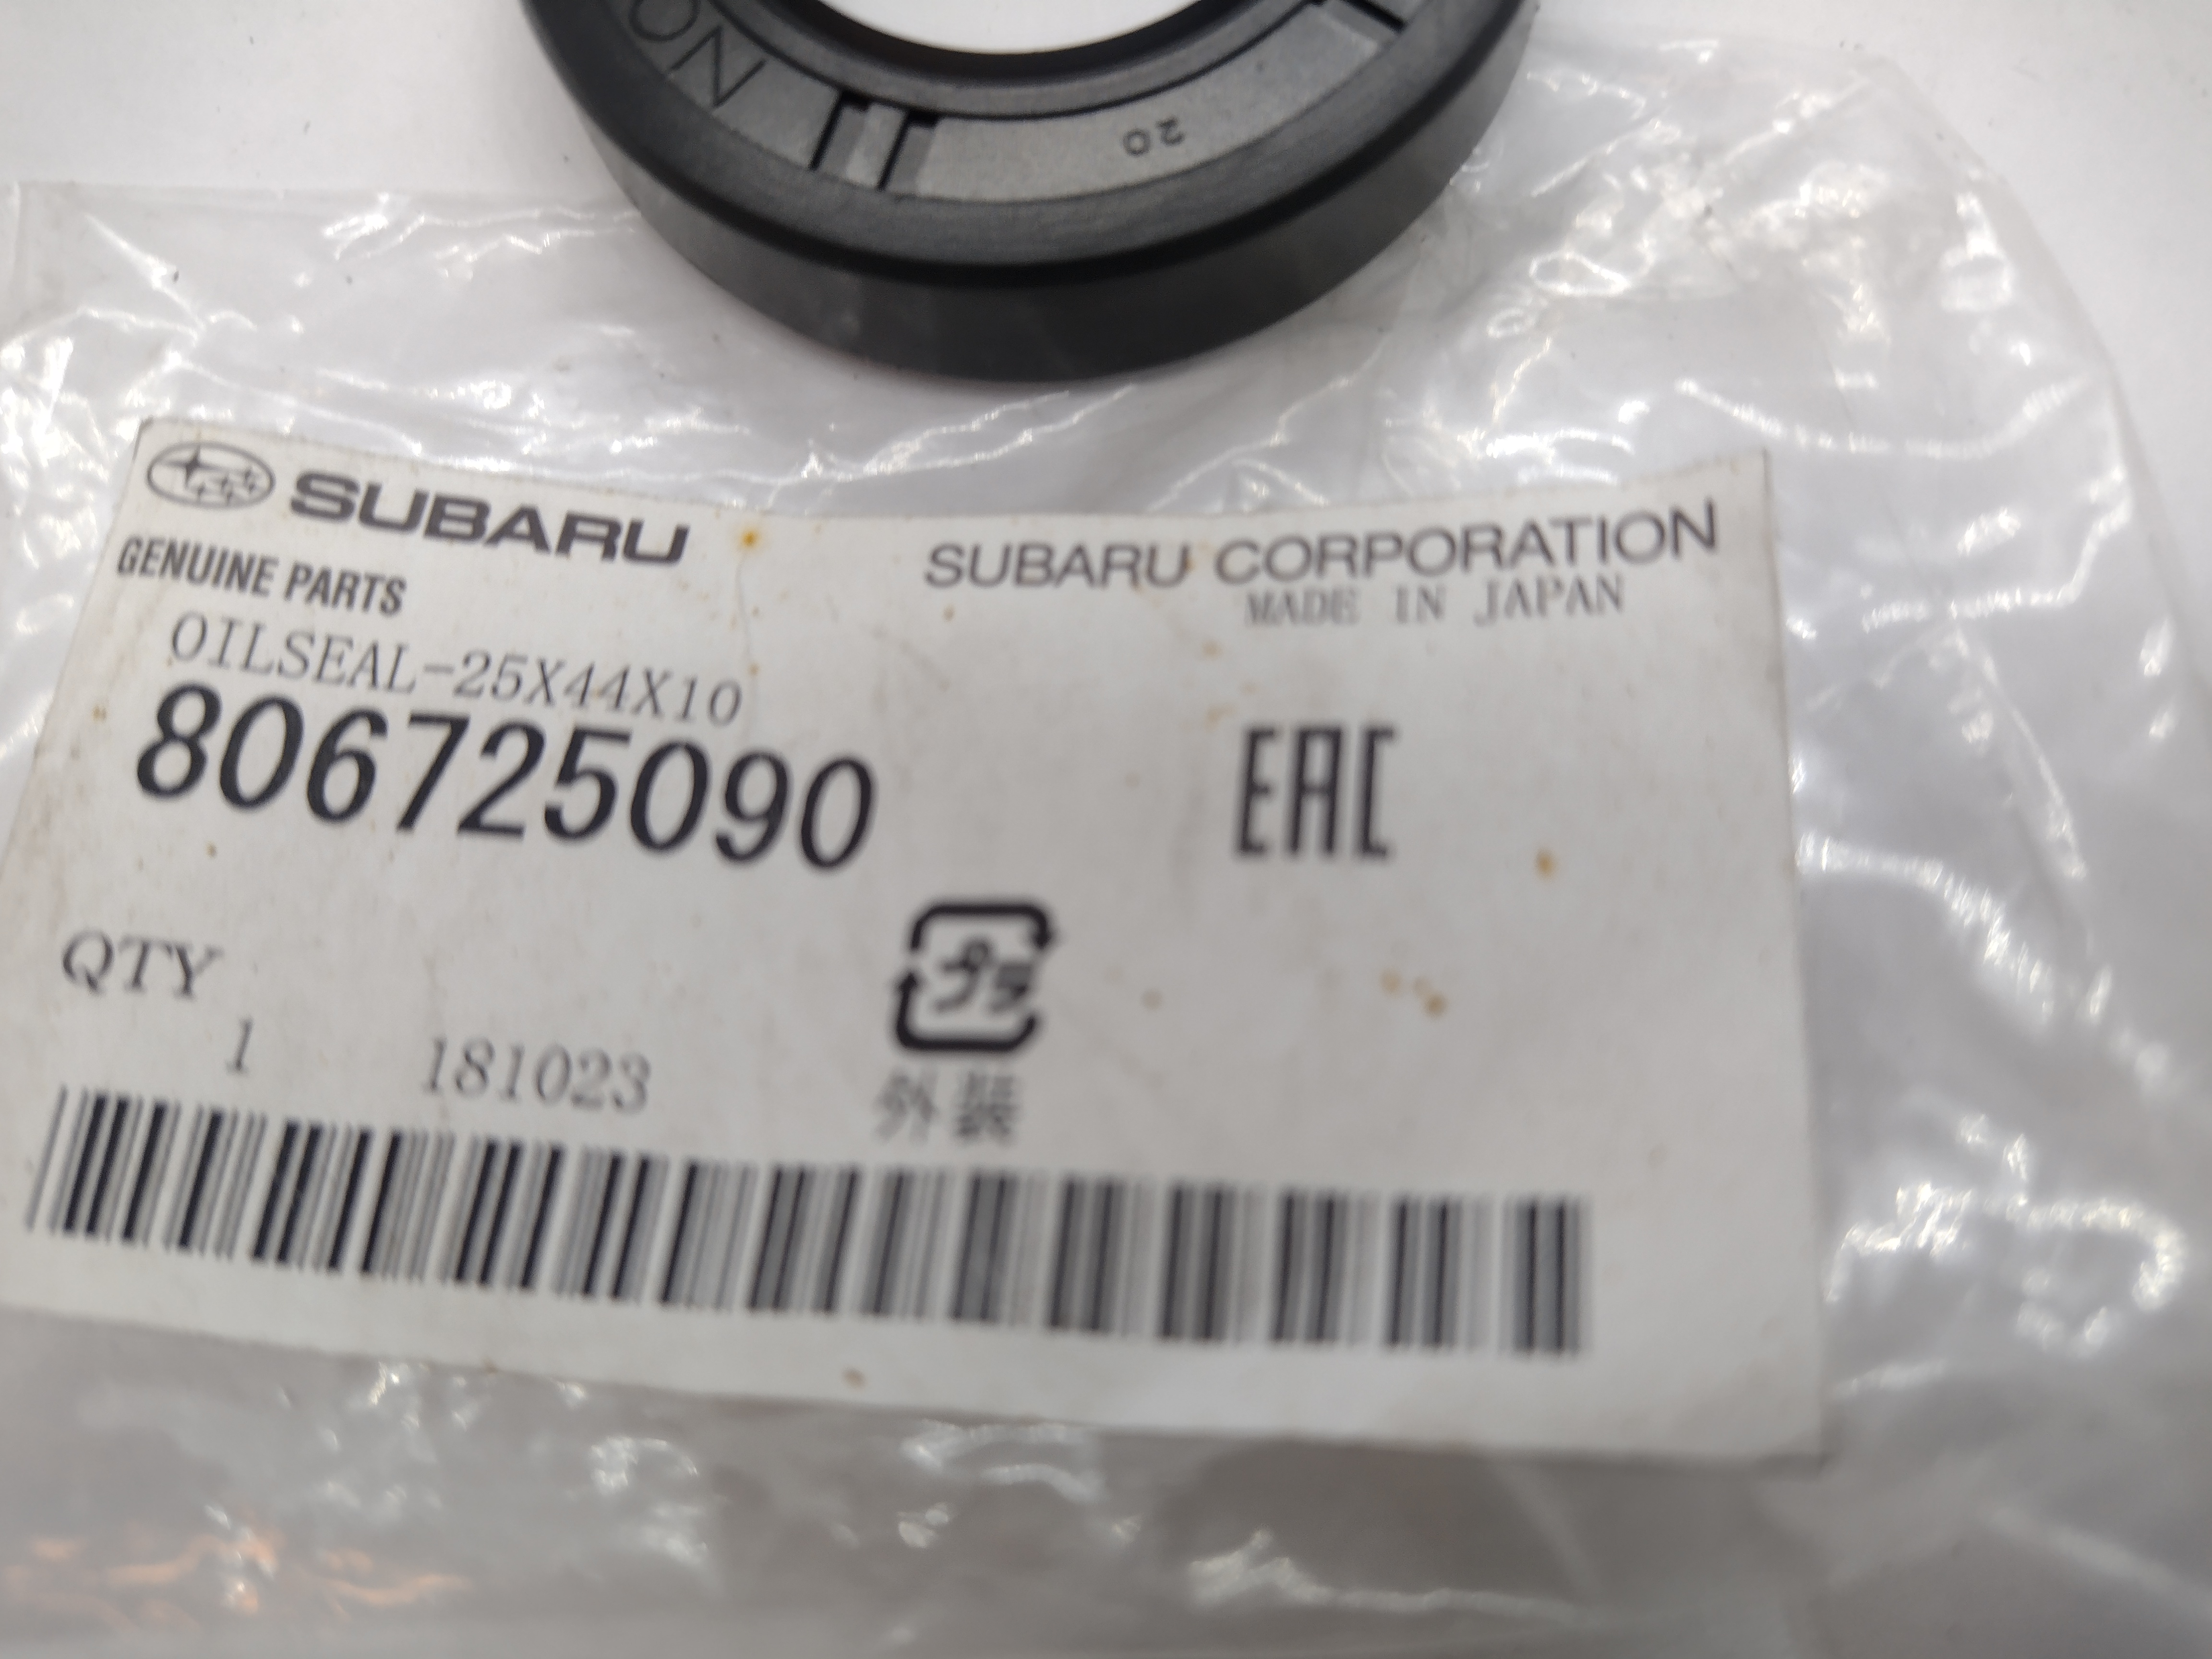 NO
20
SUBARU
GENUINE PARTS
SUBARU CORPORATION
MADE IN JAPAN
OILSEAL-25X44X10
806725090
EAC
QTY
プラ
1 181023
外装